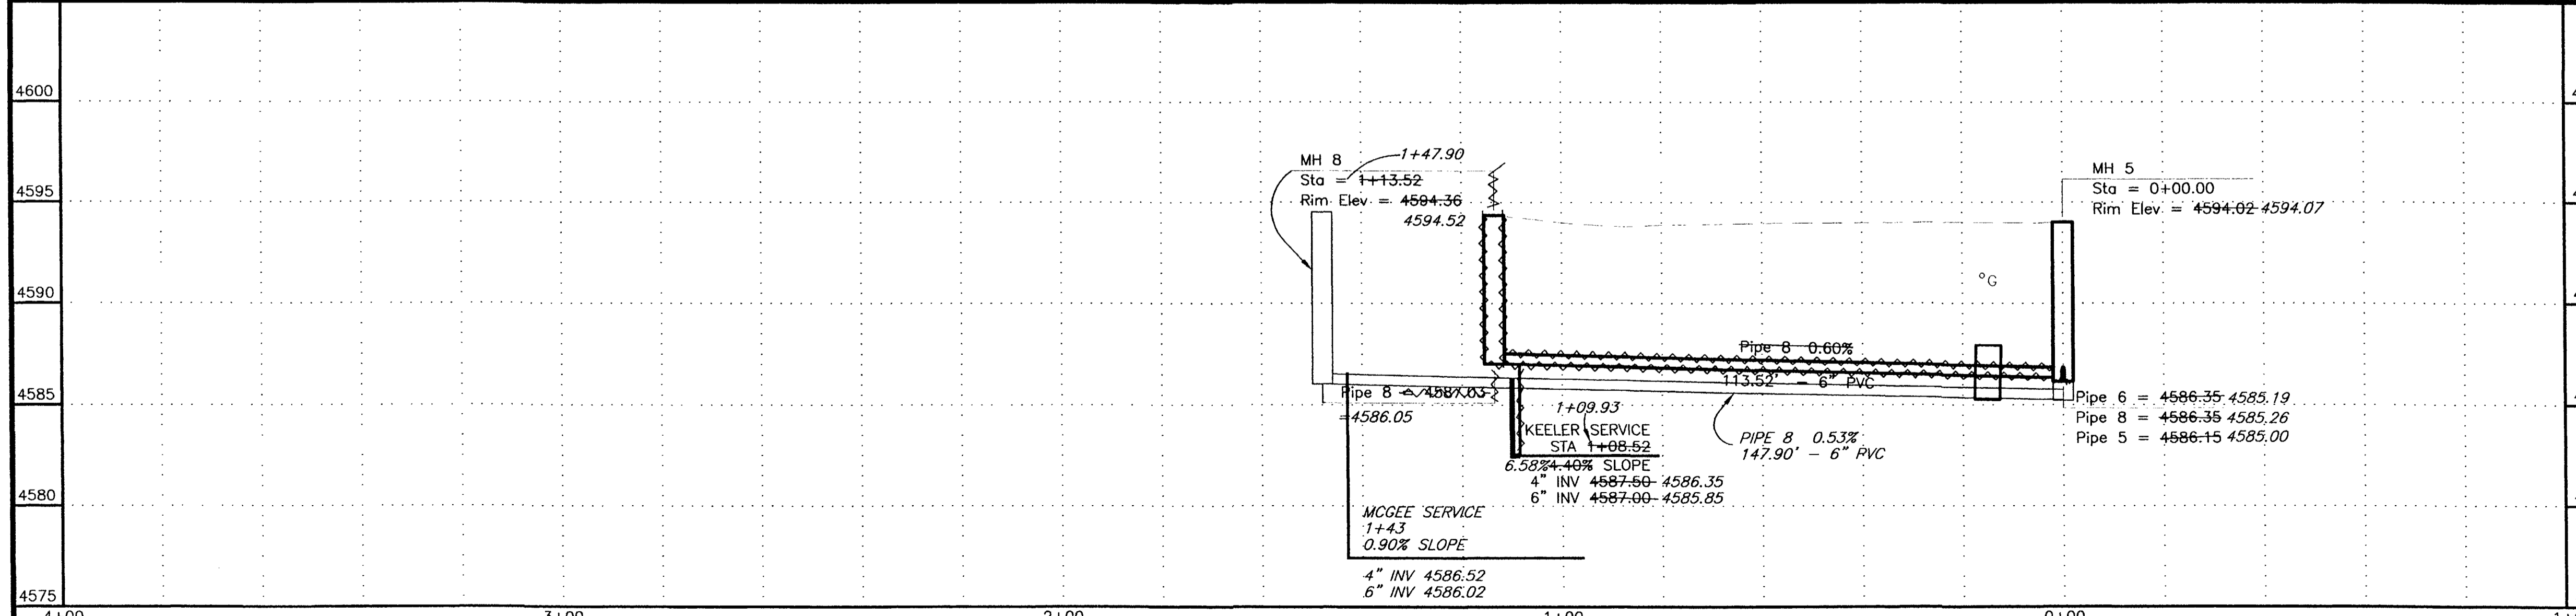 4600
4595
4590
4585
4580
4575
MH 8
1+47.90
Sta = 1+13.52
Rim Elev = 4594.36
4594.52
MH 5
Sta = 0+00.00
Rim Elev = 4594.02 4594.07
°G
Pipe 8 0.60%
113.52' - 6" PVC
Pipe 8 = 4587.03
=4586.05
1+09.93
KEELER SERVICE
STA 1+08.52
6.58% 4.40% SLOPE
4" INV 4587.50 4586.35
6" INV 4587.00 4585.85
PIPE 8 0.53%
147.90' - 6" PVC
Pipe 6 = 4586.35 4585.19
Pipe 8 = 4586.35 4585.26
Pipe 5 = 4586.15 4585.00
MCGEE SERVICE
1+43
0.90% SLOPE
4" INV 4586.52
6" INV 4586.02
4+00 3+00 2+00 1+00 0+00